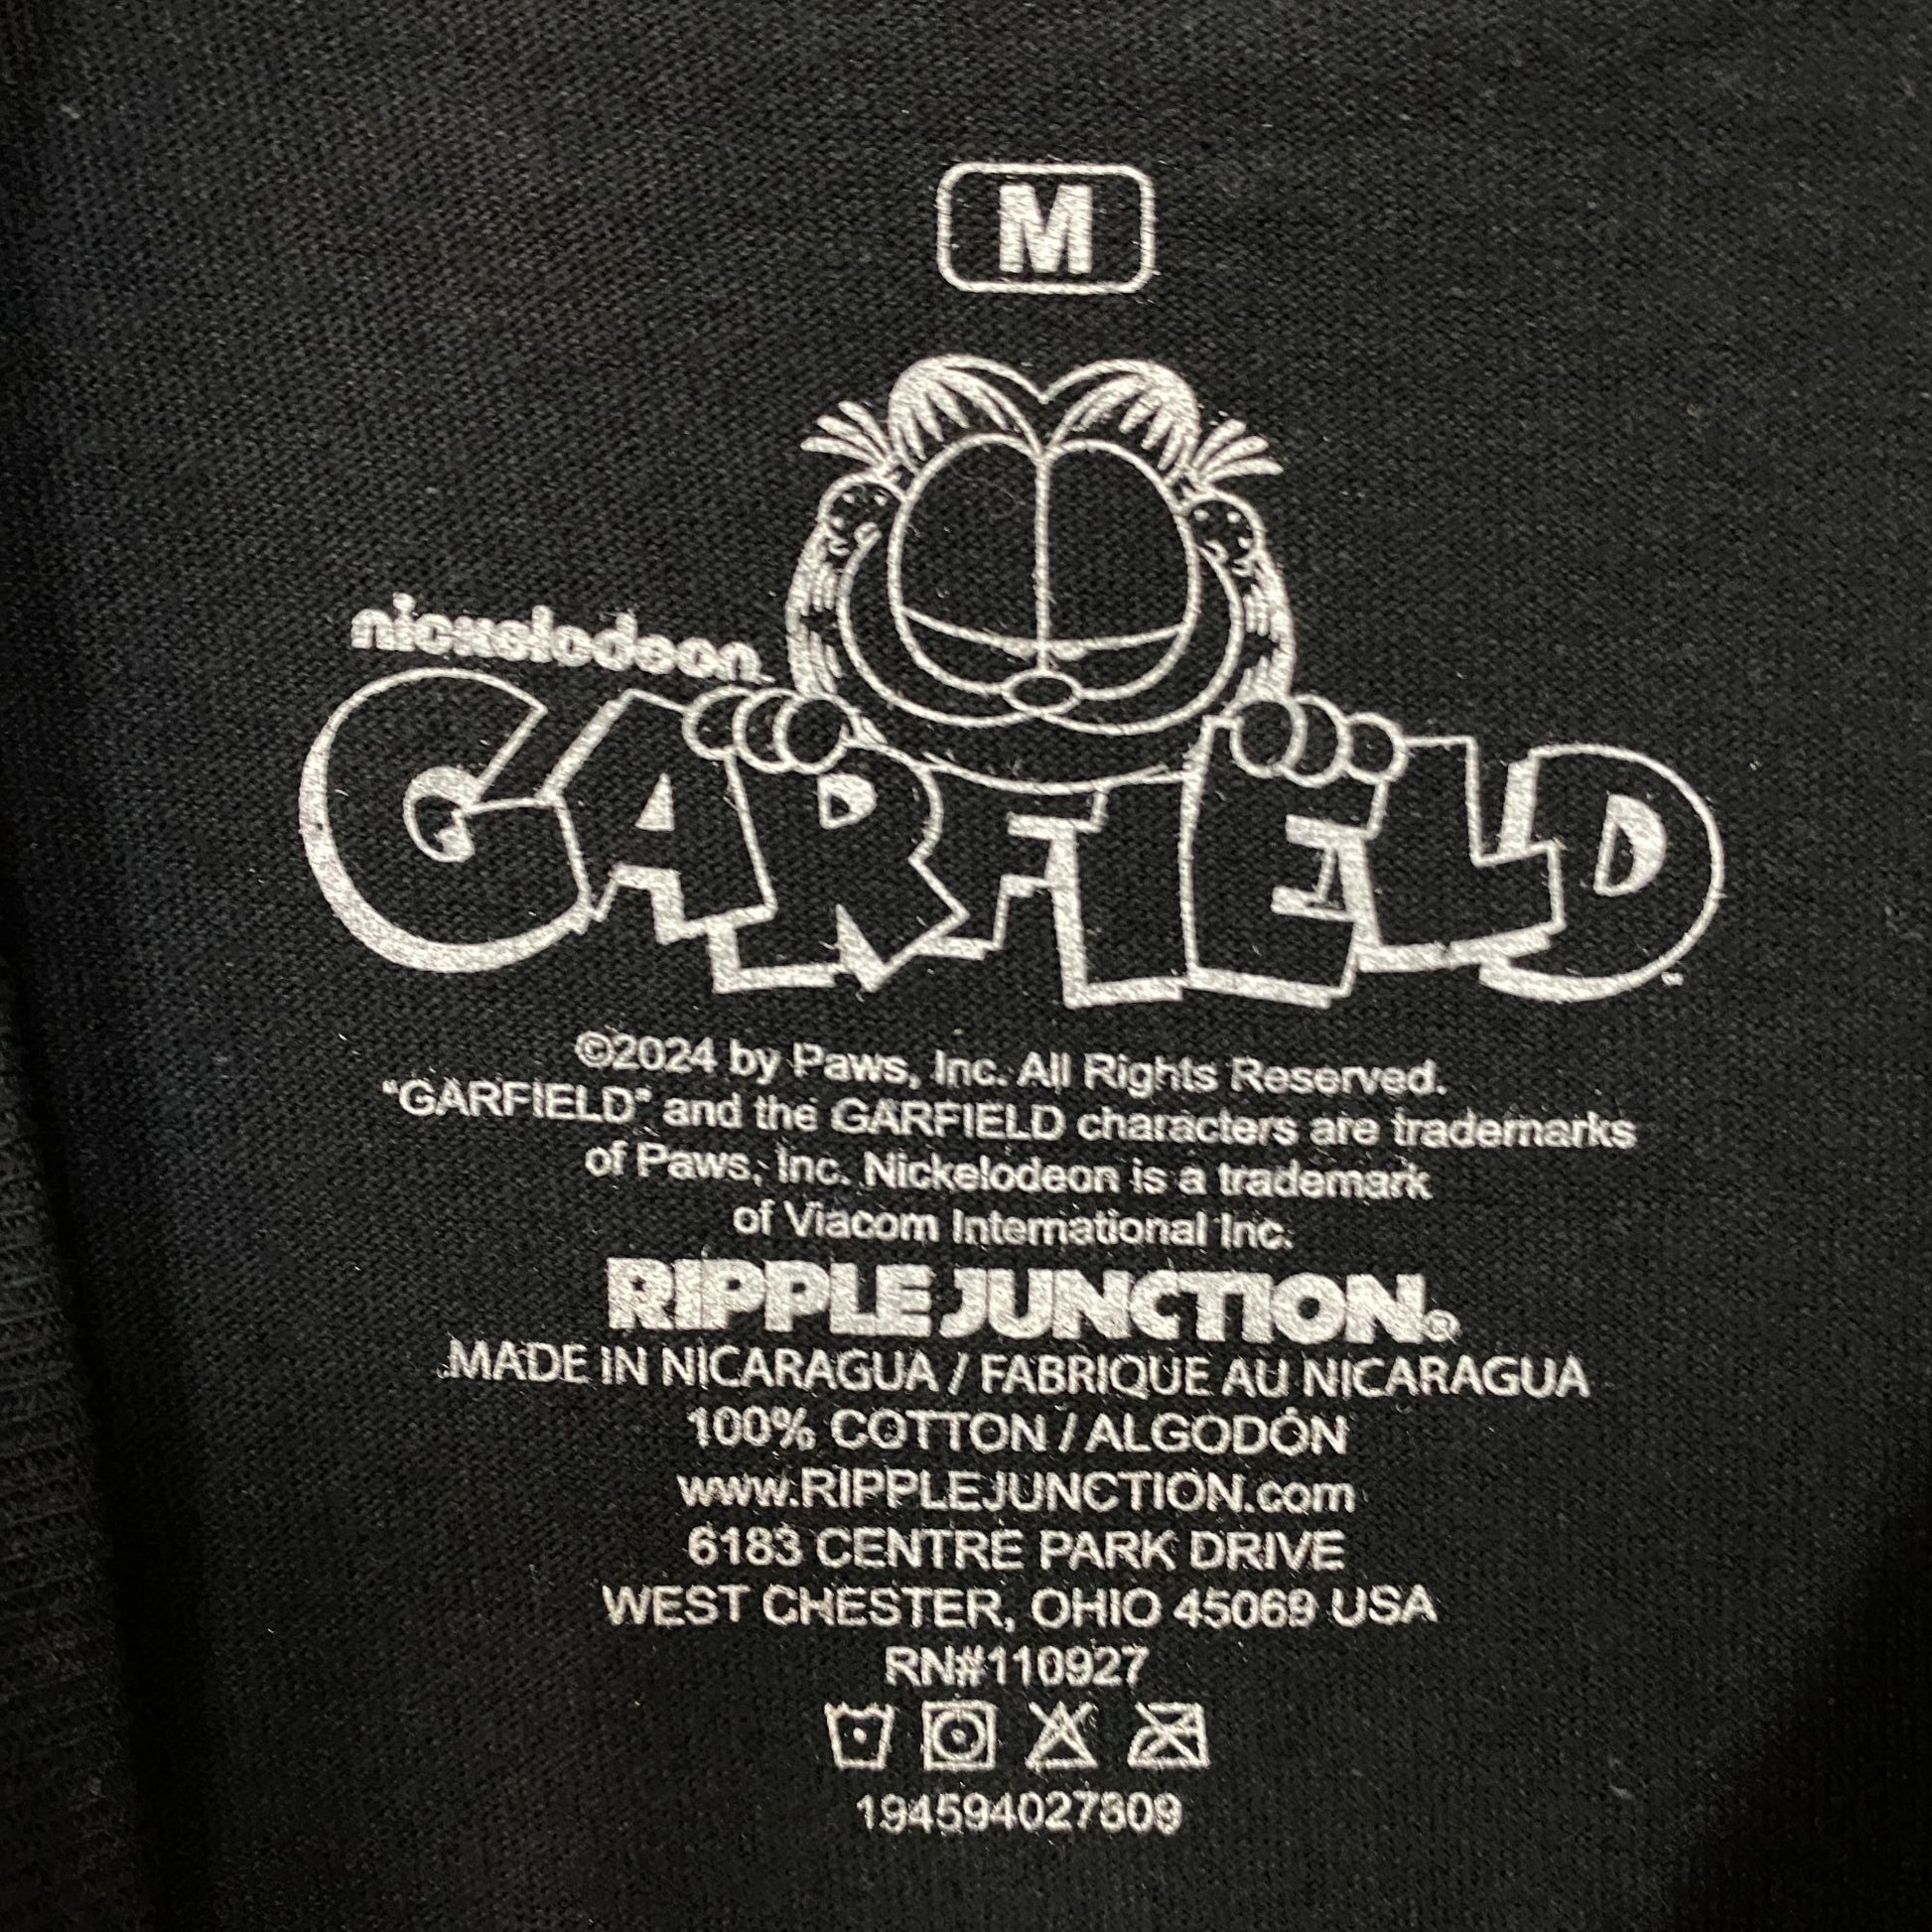 M
nickelodeon™
GARFIELD™
©2024 by Paws, Inc. All Rights Reserved.
"GARFIELD" and the GARFIELD characters are trademarks
of Paws, Inc. Nickelodeon is a trademark
of Viacom International Inc.
RIPPLE JUNCTION®
MADE IN NICARAGUA / FABRIQUE AU NICARAGUA
100% COTTON / ALGODÓN
www.RIPPLEJUNCTION.com
6183 CENTRE PARK DRIVE
WEST CHESTER, OHIO 45069 USA
RN#110927
194594027809